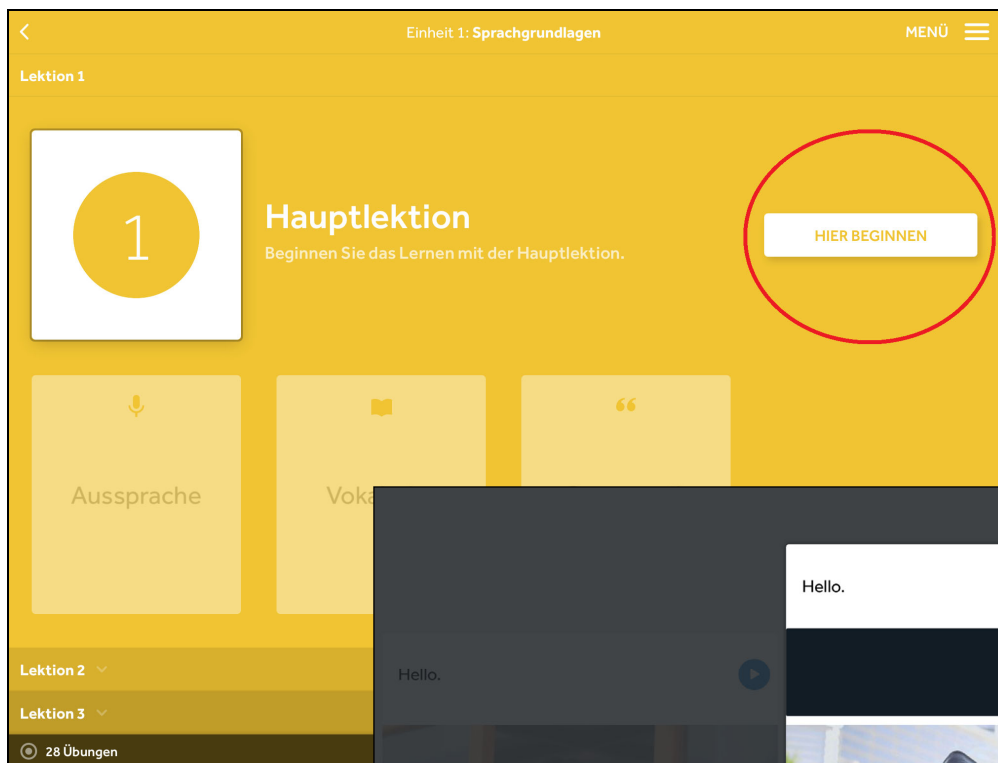 Einheit 1: Sprachgrundlagen
MENÜ
Lektion 1
1
Hauptlektion
Beginnen Sie das Lernen mit der Hauptlektion.
HIER BEGINNEN
Aussprache
Hello.
Hello.
Lektion 2
Lektion 3
28 Übungen